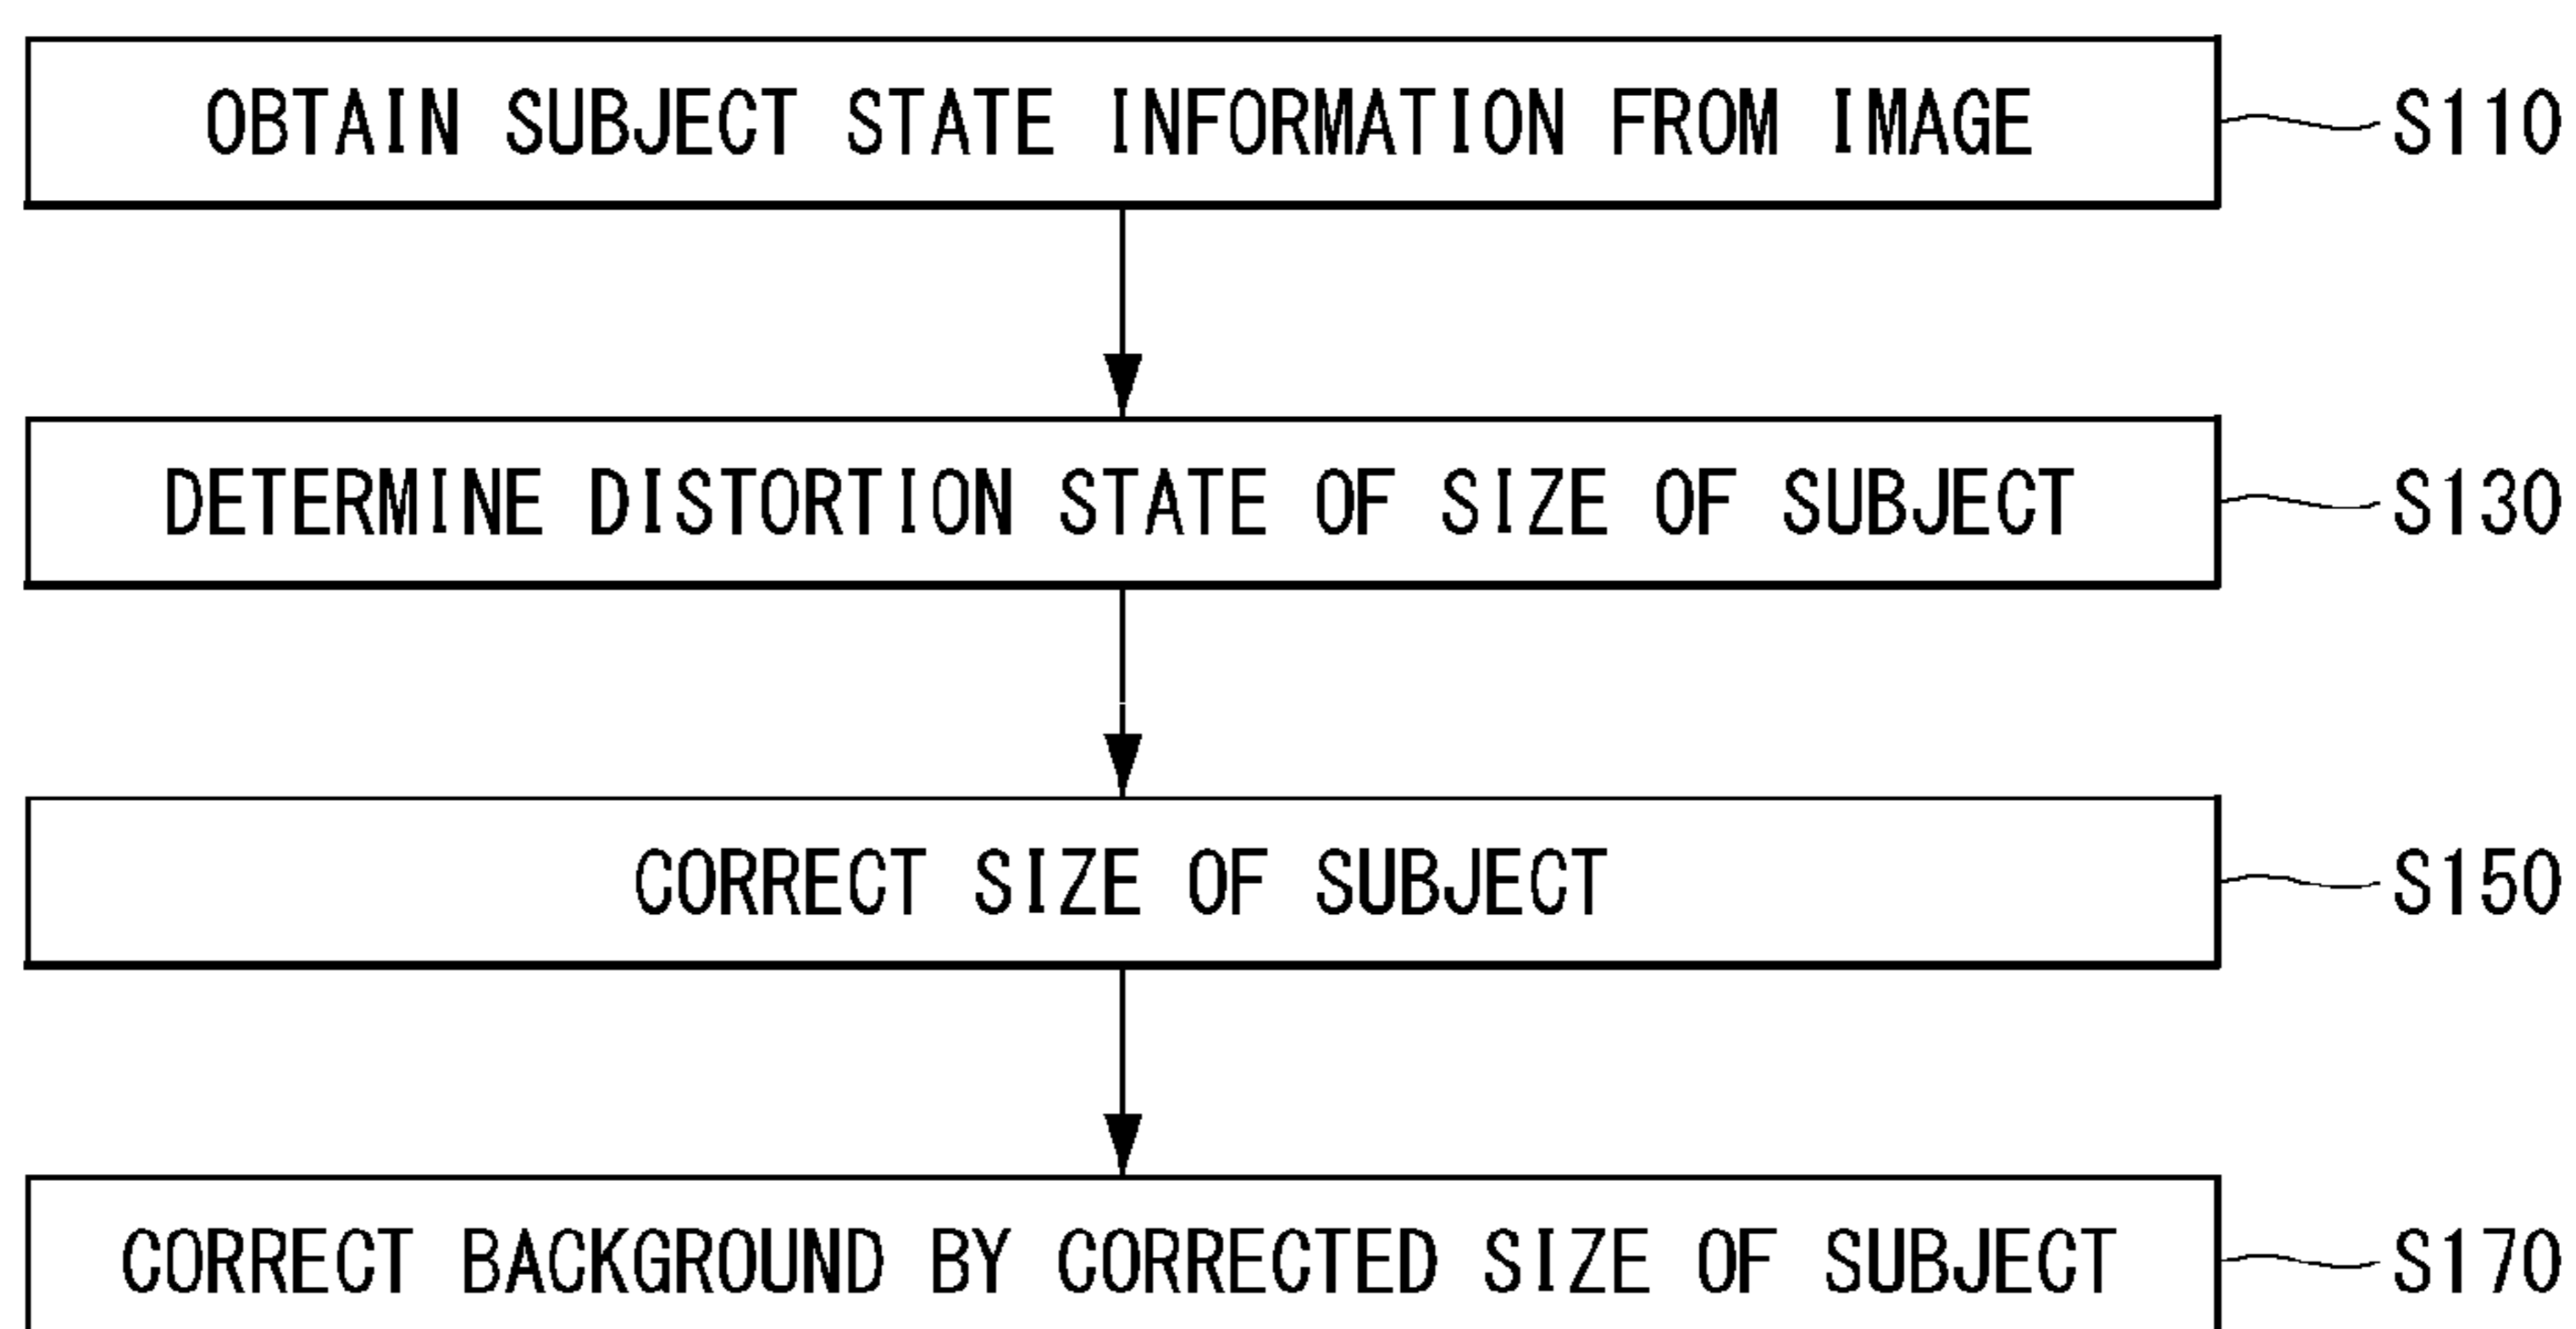 OBTAIN SUBJECT STATE INFORMATION FROM IMAGE S110
DETERMINE DISTORTION STATE OF SIZE OF SUBJECT S130
CORRECT SIZE OF SUBJECT S150
CORRECT BACKGROUND BY CORRECTED SIZE OF SUBJECT S170